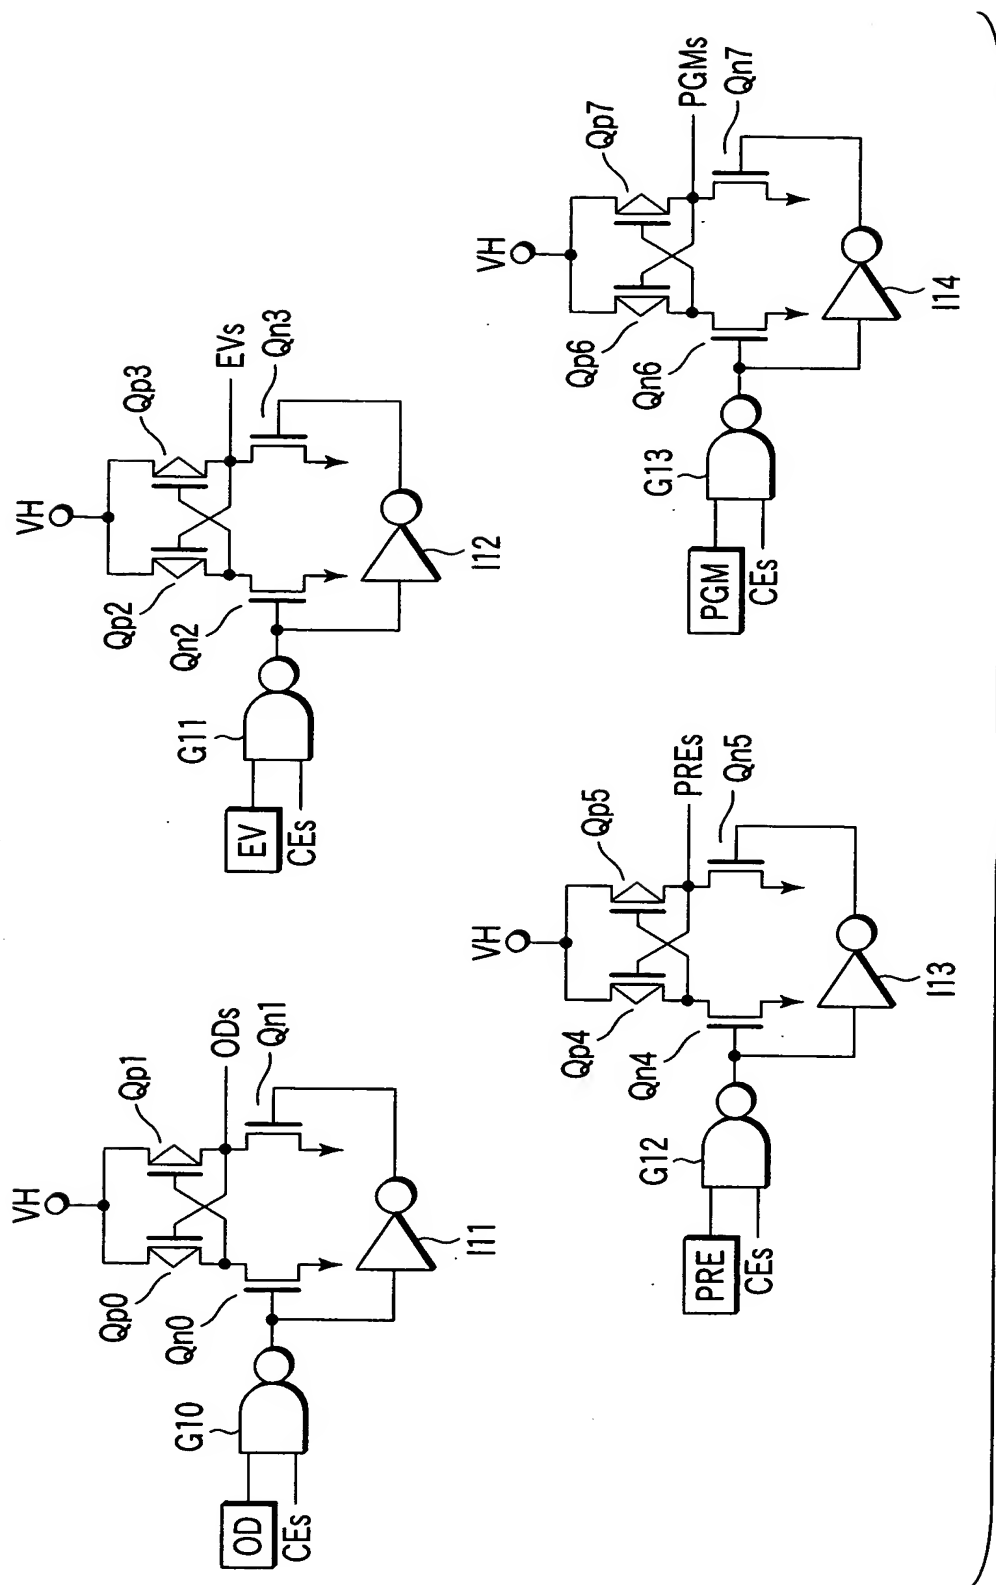 VH
Qp0
Qp1
ODs
Qn0
Qn1
G10
OD
CEs
I11
VH
Qp2
Qp3
EVs
Qn2
Qn3
G11
EV
CEs
I12
VH
Qp4
Qp5
PREs
Qn4
Qn5
G12
PRE
CEs
I13
VH
Qp6
Qp7
PGMs
Qn6
Qn7
G13
PGM
CEs
I14